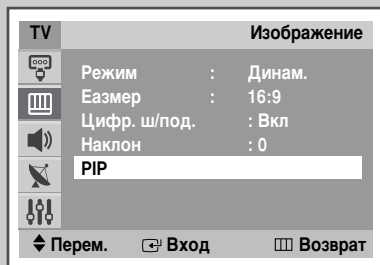 TV Изображение
Режим : Динам.
Еазмер : 16:9
Цифр. ш/под. : Вкл
Наклон : 0
PIP
Перем. Вход Возврат